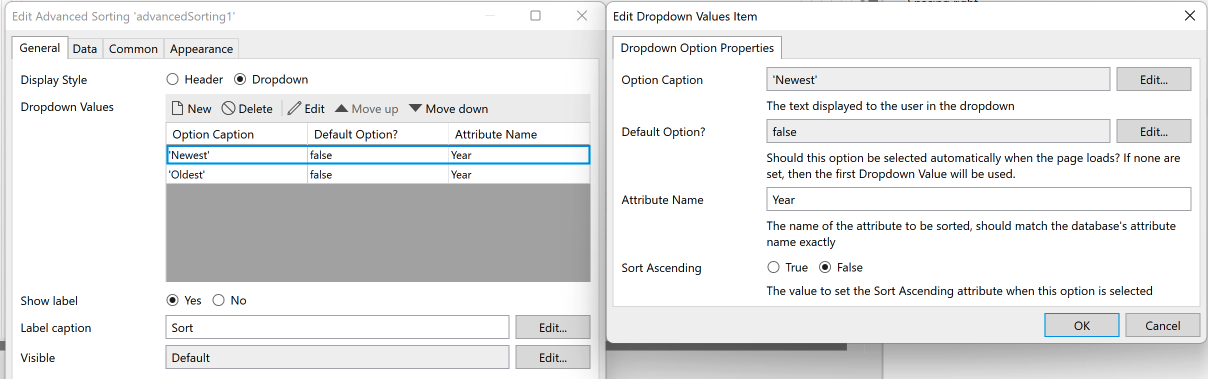 Edit Advanced Sorting 'advancedSorting1'
General Data Common Appearance
Display Style Header Dropdown
Dropdown Values New Delete Edit Move up Move down
Option Caption Default Option? Attribute Name
'Newest' false Year
'Oldest' false Year
Show label Yes No
Label caption Sort Edit...
Visible Default Edit...
Edit Dropdown Values Item
Dropdown Option Properties
Option Caption 'Newest' Edit...
The text displayed to the user in the dropdown
Default Option? false Edit...
Should this option be selected automatically when the page loads? If none are
set, then the first Dropdown Value will be used.
Attribute Name Year
The name of the attribute to be sorted, should match the database's attribute
name exactly
Sort Ascending True False
The value to set the Sort Ascending attribute when this option is selected
OK Cancel